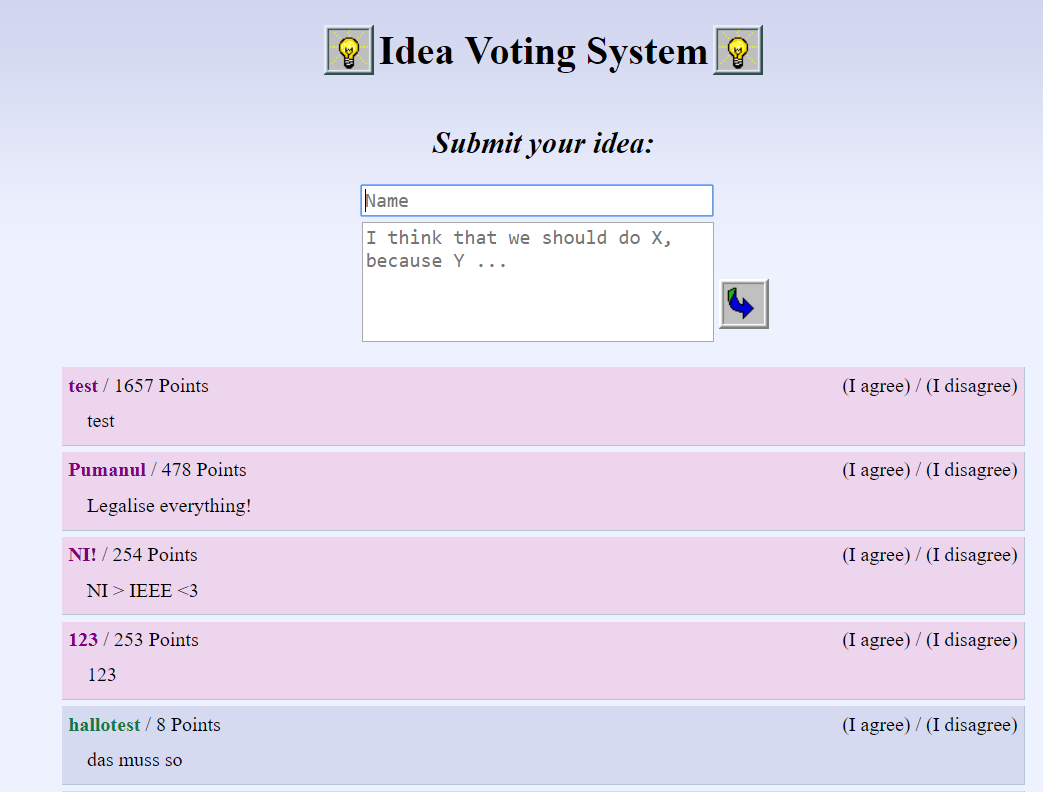 Idea Voting System
Submit your idea:
Name
I think that we should do X,
because Y ...
test / 1657 Points (I agree) / (I disagree)
test
Pumanul / 478 Points (I agree) / (I disagree)
Legalise everything!
NI! / 254 Points (I agree) / (I disagree)
NI > IEEE <3
123 / 253 Points (I agree) / (I disagree)
123
hallotest / 8 Points (I agree) / (I disagree)
das muss so